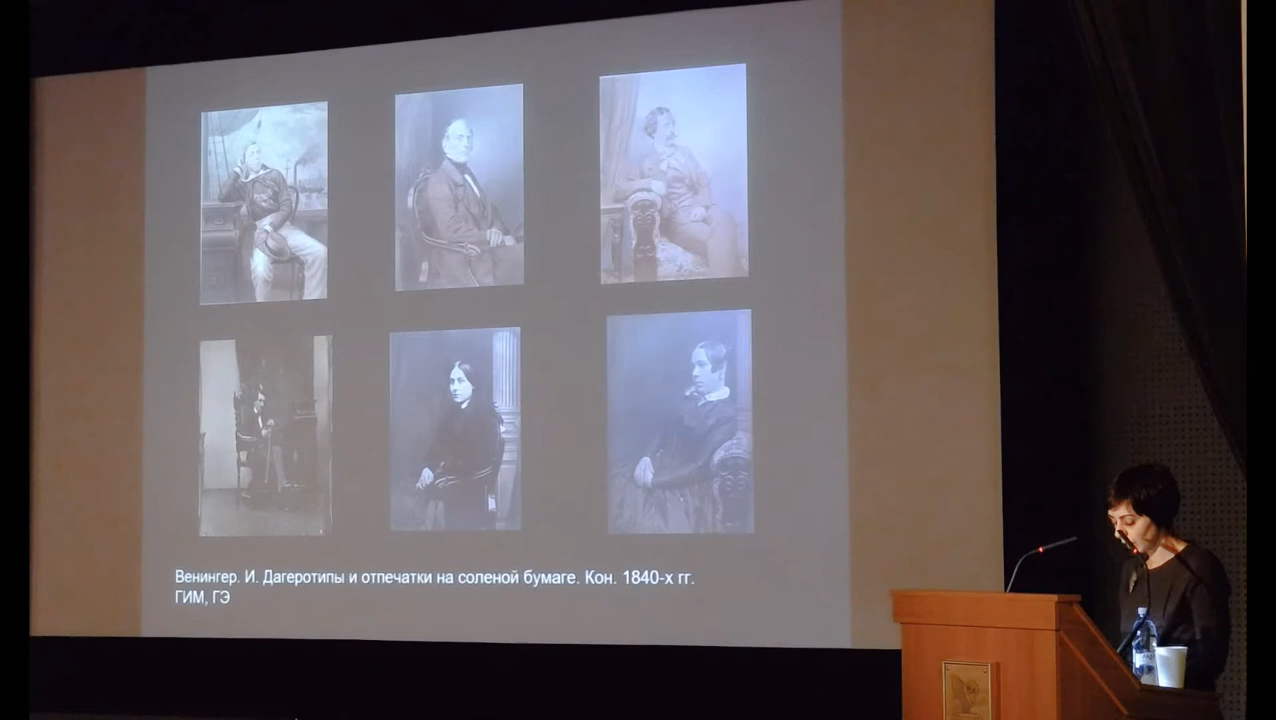 Венингер. И. Дагеротипы и отпечатки на соленой бумаге. Кон. 1840-х гг.
ГИМ, ГЭ